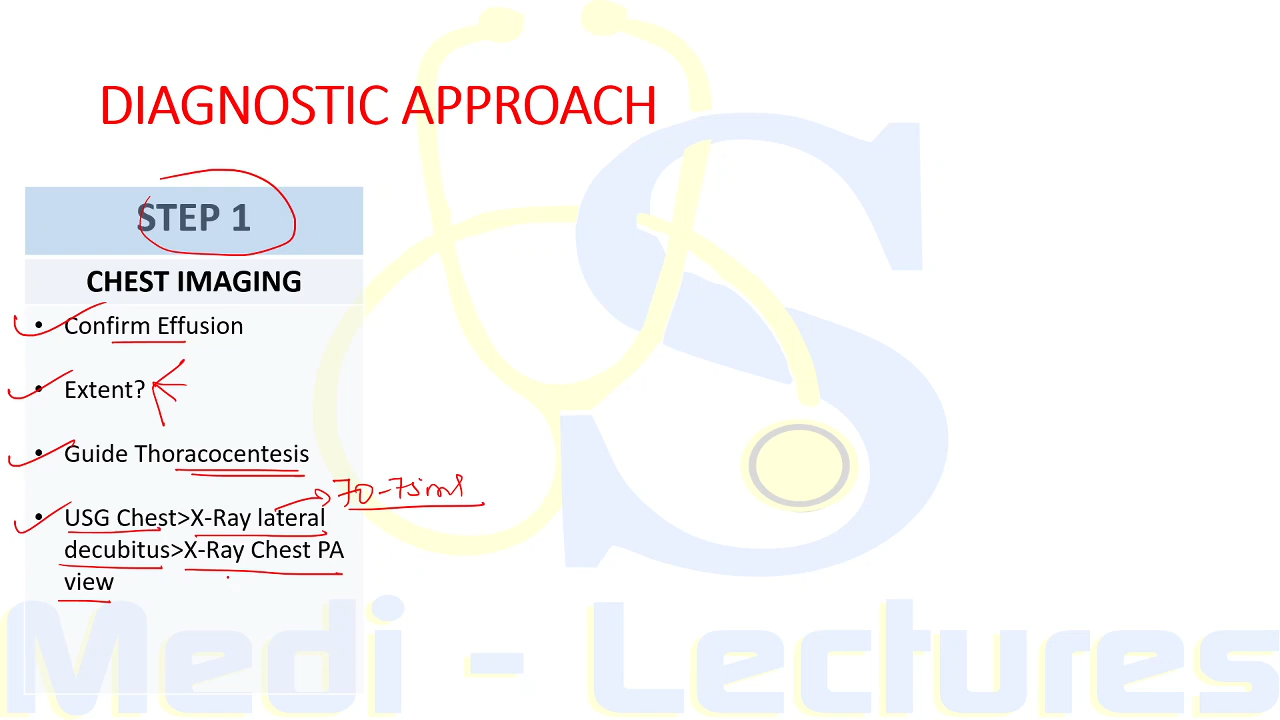 DIAGNOSTIC APPROACH
STEP 1
CHEST IMAGING
• Confirm Effusion
• Extent?
• Guide Thoracocentesis
70-75ml
• USG Chest>X-Ray lateral
decubitus>X-Ray Chest PA
view
Medi - Lectures